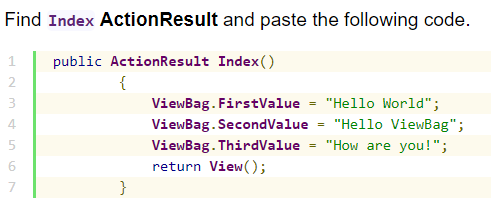 Find Index ActionResult and paste the following code.
1 public ActionResult Index()
2 {
3 ViewBag.FirstValue = "Hello World";
4 ViewBag.SecondValue = "Hello ViewBag";
5 ViewBag.ThirdValue = "How are you!";
6 return View();
7 }